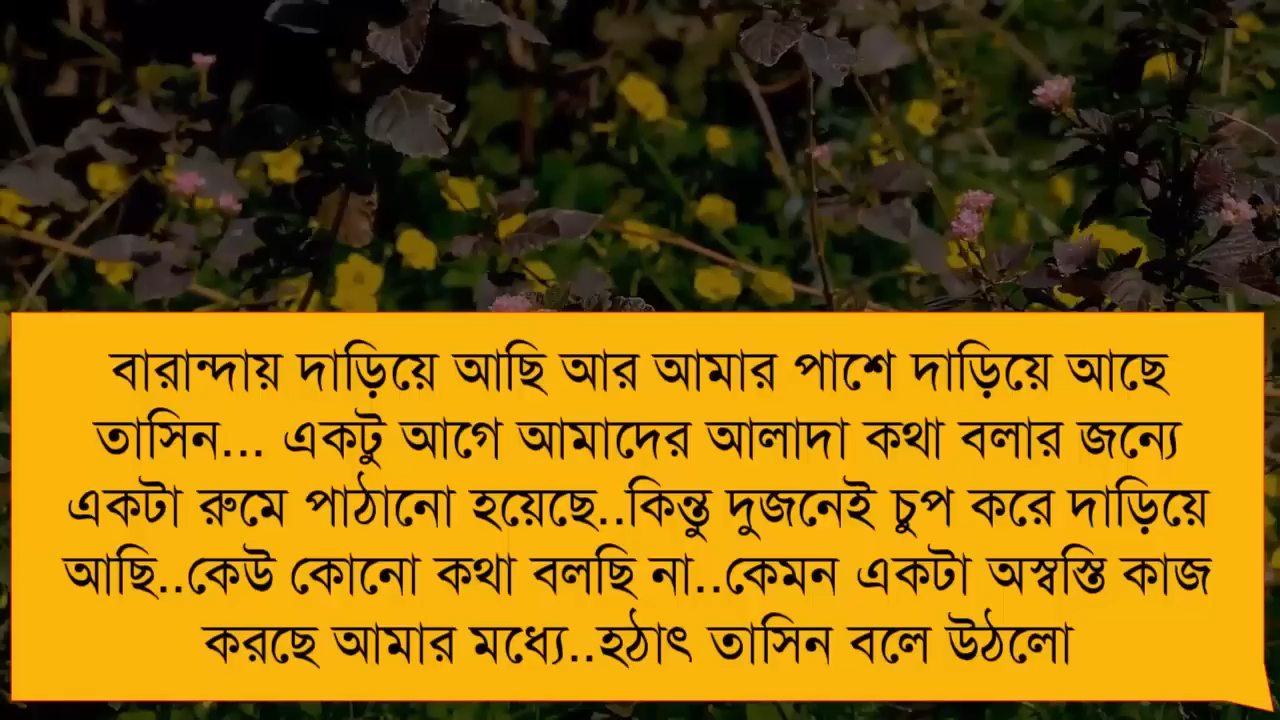 বারান্দায় দাড়িয়ে আছি আর আমার পাশে দাড়িয়ে আছে
তাসিন... একটু আগে আমাদের আলাদা কথা বলার জন্যে
একটা রুমে পাঠানো হয়েছে..কিন্তু দুজনেই চুপ করে দাড়িয়ে
আছি..কেউ কোনো কথা বলছি না..কেমন একটা অস্বস্তি কাজ
করছে আমার মধ্যে..হঠাৎ তাসিন বলে উঠলো